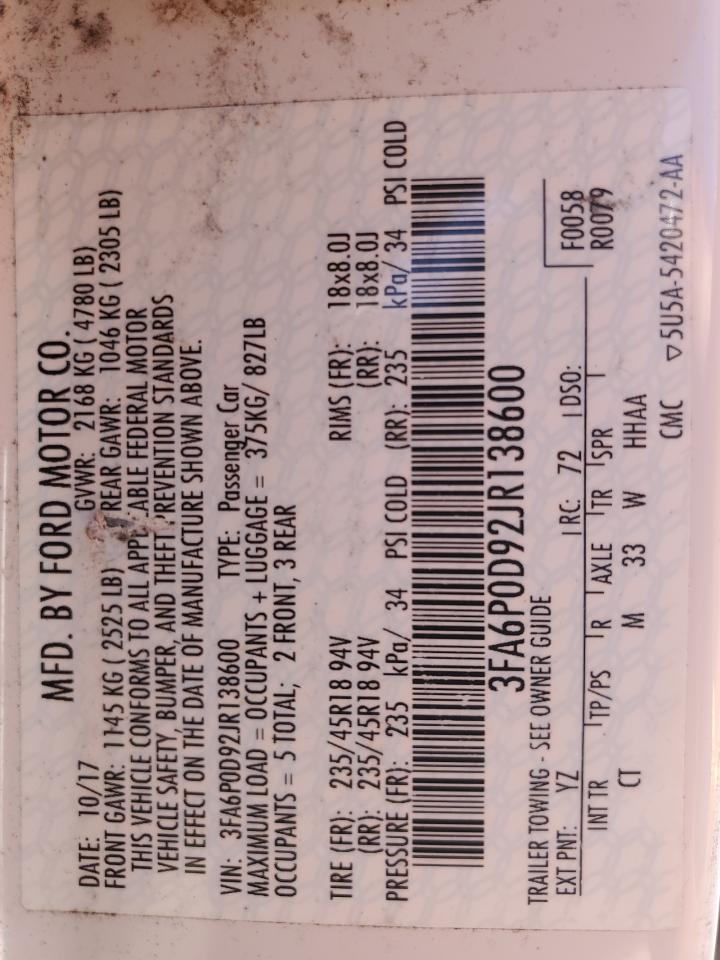 MFD. BY FORD MOTOR CO.
DATE: 10/17 GVWR: 2168 KG ( 4780 LB)
FRONT GAWR: 1145 KG ( 2525 LB) REAR GAWR: 1046 KG ( 2305 LB)
THIS VEHICLE CONFORMS TO ALL FEDERAL MOTOR
VEHICLE SAFETY, BUMPER, AND THEFT STANDARDS
IN EFFECT ON THE DATE OF MANUFACTURE SHOWN ABOVE.
VIN: 3FA6P0D92JR138600 TYPE: Passenger Car
MAXIMUM LOAD = OCCUPANTS + LUGGAGE = 375KG/ 827LB
OCCUPANTS = 5 TOTAL; 2 FRONT, 3 REAR
TIRE (FR): 235/45R18 94V RIMS (FR): 18x8.0J
(RR): 235/45R18 94V (RR): 18x8.0J
PRESSURE (FR): 235 kPa/ 34 PSI COLD (RR): 235 kPa/ 34 PSI COLD
3FA6P0D92JR138600
TRAILER TOWING - SEE OWNER GUIDE
EXT PNT: YZ RC: 72 DSO: F0058
R0079
INT TR TP/PS R AXLE TR SPR
CT M 33 W HHAA
CMC ▽5U5A-5420472-AA